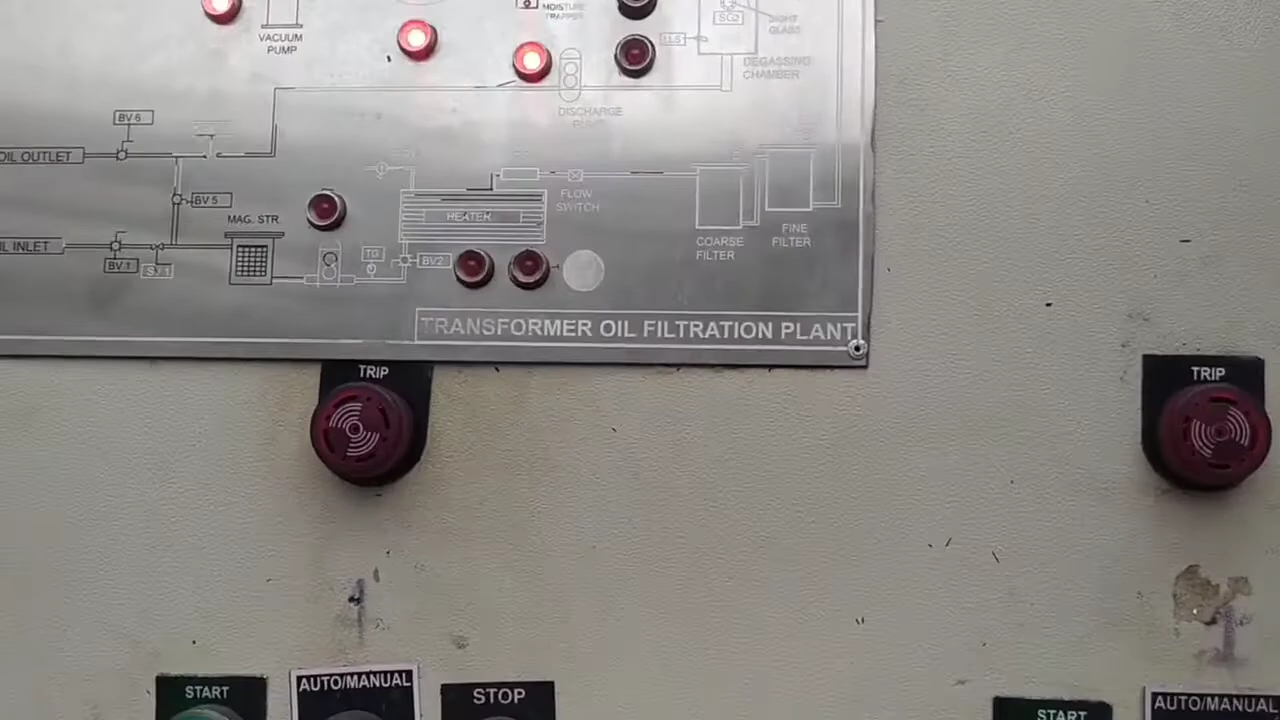 MOISTURE
TRAPPER
SG2
SIGHT
GLASS
VACUUM
PUMP
DEGASSING
CHAMBER
DISCHARGE
BV 6
OIL OUTLET
BV 5
FLOW
SWITCH
MAG. STR.
HEATER
COARSE
FILTER
FINE
FILTER
IL INLET
BV 1
TG
BV2
TRANSFORMER OIL FILTRATION PLANT
TRIP
TRIP
START
AUTO/MANUAL
STOP
START
AUTO/MANUAL